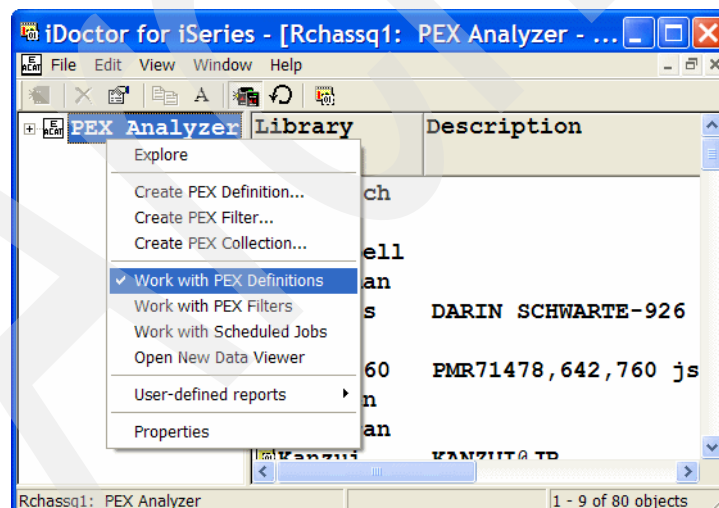 iDoctor for iSeries - [Rchassq1: PEX Analyzer - ...
File Edit View Window Help
PEX Analyzer Library Description
Explore
Create PEX Definition... ch
Create PEX Filter...
Create PEX Collection... ell
Work with PEX Definitions an
Work with PEX Filters s DARIN SCHWARTE-926
Work with Scheduled Jobs
Open New Data Viewer 60 PMR71478,642,760 js
User-defined reports n
Properties an
Kanzui KANZUI@JP
Rchassq1: PEX Analyzer 1 - 9 of 80 objects